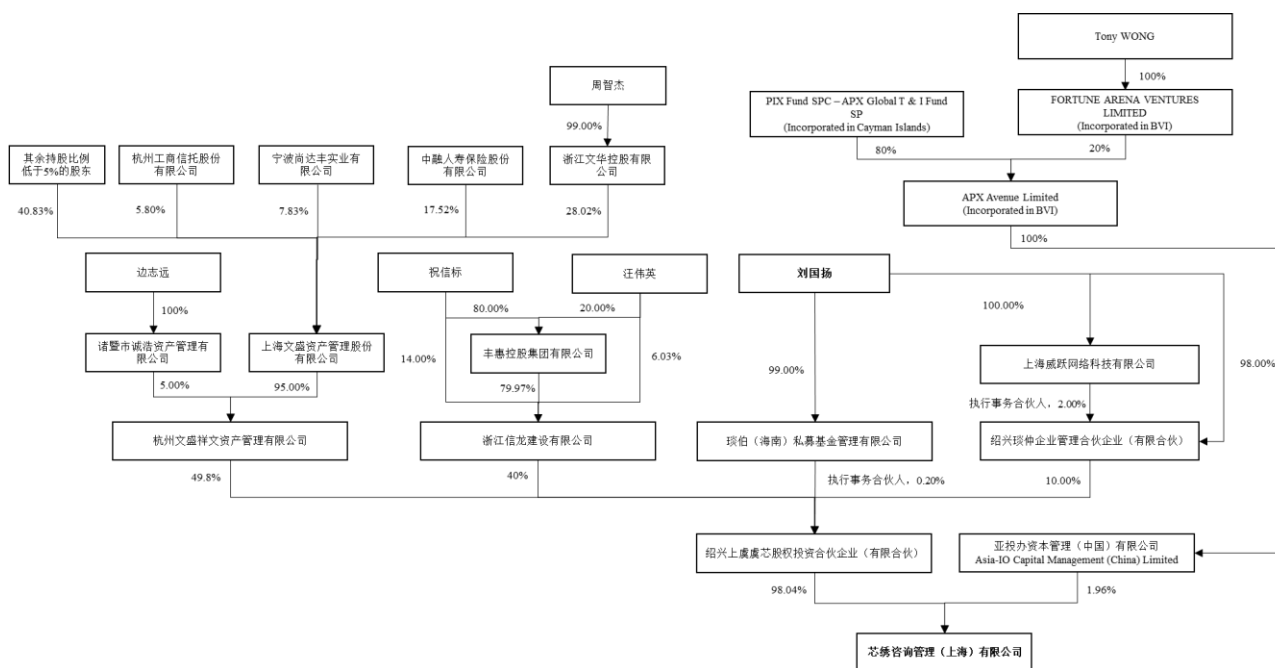 Tony WONG
100%
周智杰
PIX Fund SPC – APX Global T & I Fund
SP
(Incorporated in Cayman Islands)
FORTUNE ARENA VENTURES
LIMITED
(Incorporated in BVI)
99.00%
80%
20%
其余持股比例
低于5%的股东
杭州工商信托股份
有限公司
宁波尚达丰实业有
限公司
中融人寿保险股份
有限公司
浙江文华控股有限
公司
APX Avenue Limited
(Incorporated in BVI)
40.83%
5.80%
7.83%
17.52%
28.02%
100%
边志远
祝信标
汪伟英
刘国扬
100%
80.00%
20.00%
100.00%
诸暨市诚浩资产管理有
限公司
上海文盛资产管理股份
有限公司
14.00%
丰惠控股集团有限公司
6.03%
99.00%
上海威跃网络科技有限公司
98.00%
5.00%
95.00%
79.97%
执行事务合伙人，2.00%
杭州文盛祥文资产管理有限公司
浙江信龙建设有限公司
琰伯（海南）私募基金管理有限公司
绍兴琰仲企业管理合伙企业（有限合伙）
49.8%
40%
执行事务合伙人，0.20%
10.00%
绍兴上虞虞芯股权投资合伙企业（有限合伙）
亚投办资本管理（中国）有限公司
Asia-IO Capital Management (China) Limited
98.04%
1.96%
芯绣咨询管理（上海）有限公司